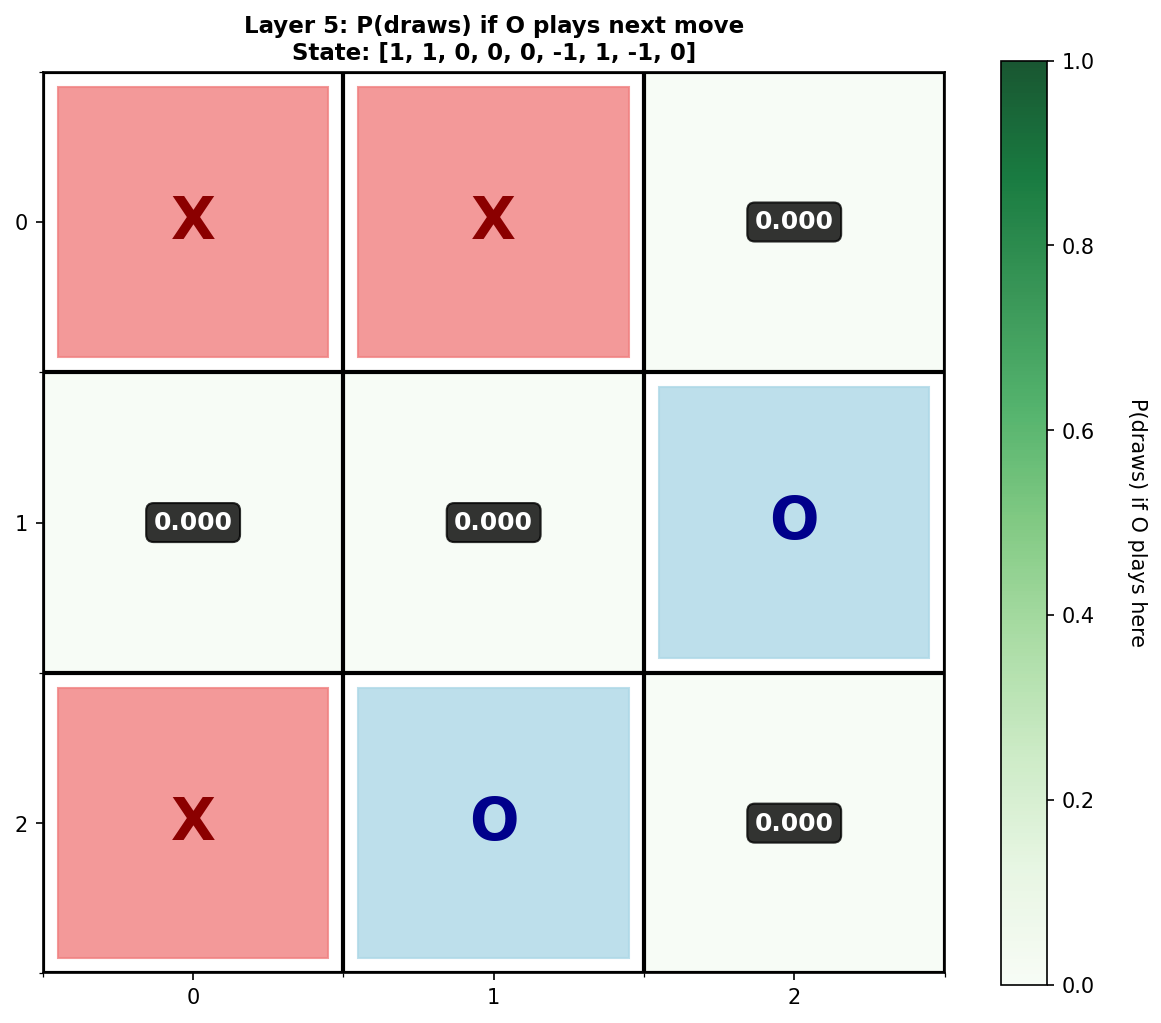 Layer 5: P(draws) if O plays next move
State: [1, 1, 0, 0, 0, -1, 1, -1, 0]
0
X
X
0.000
1
0.000
0.000
O
2
X
O
0.000
0
1
2
1.0
0.8
0.6
0.4
0.2
0.0
P(draws) if O plays here